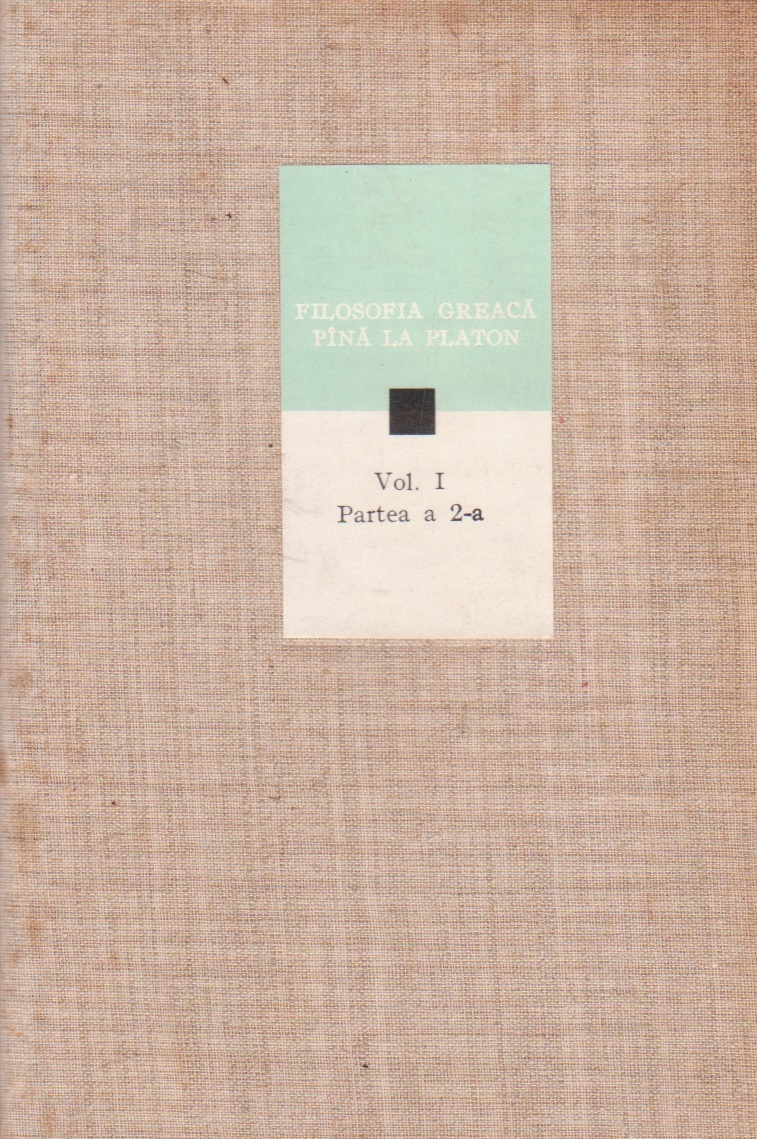 FILOSOFIA GREACĂ
PÎNĂ LA PLATON
Vol. I
Partea a 2-a